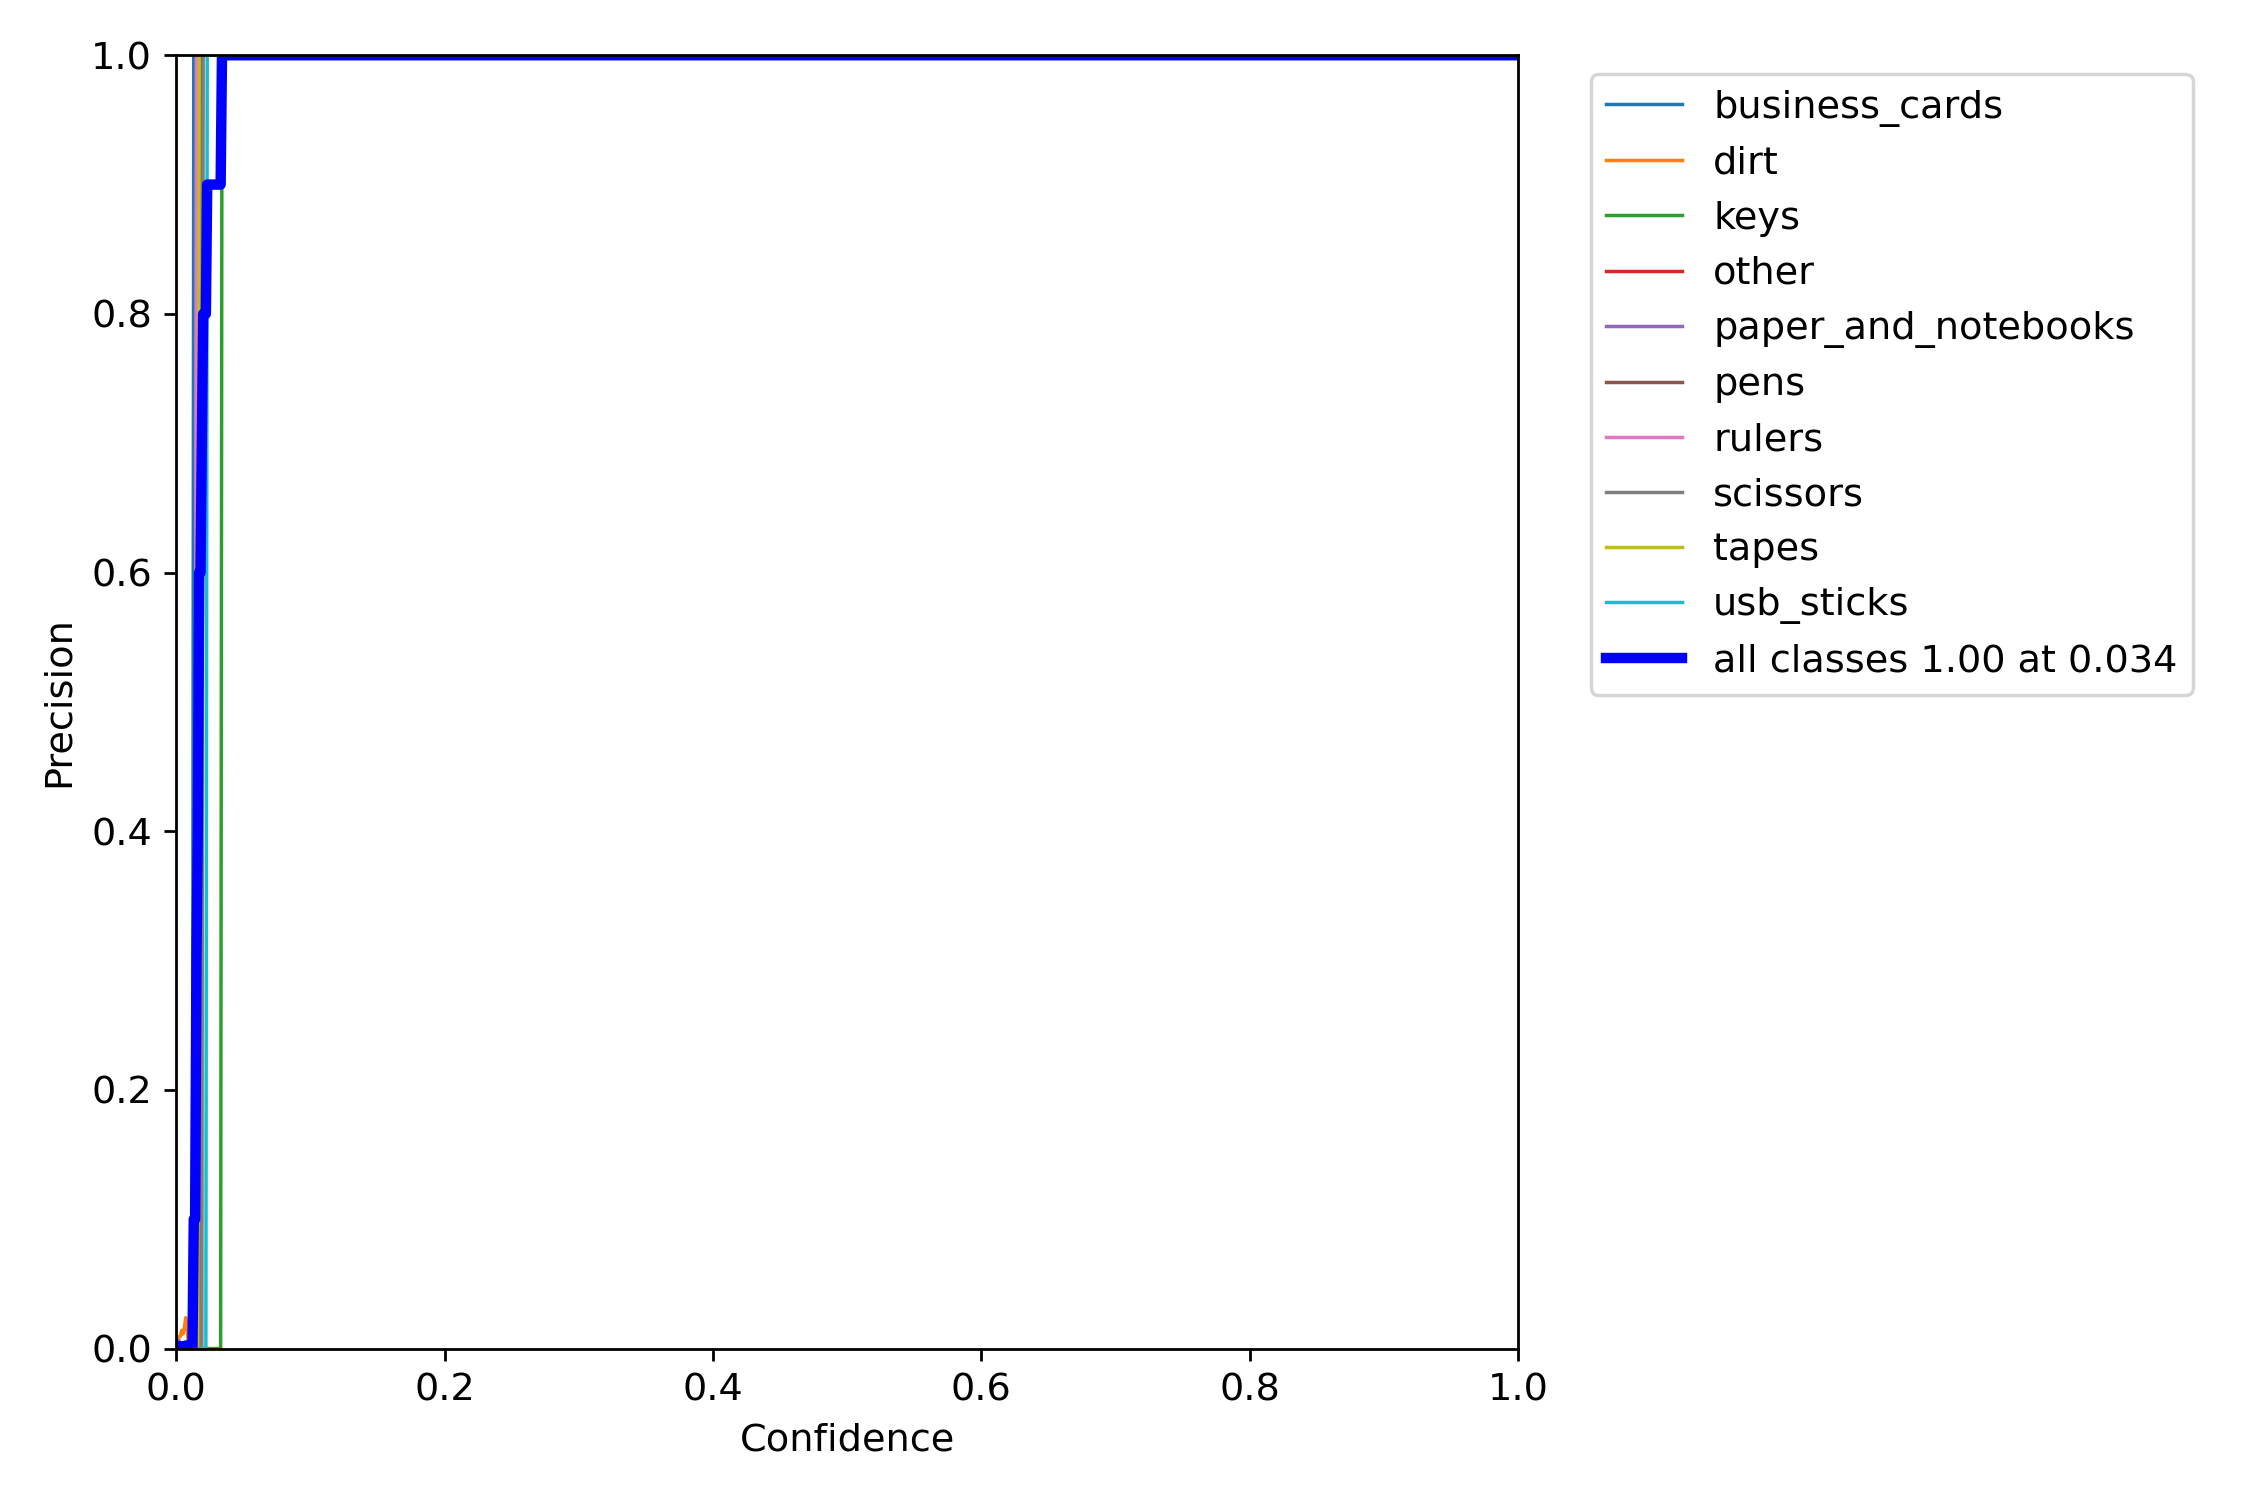 1.0
0.8
0.6
0.4
0.2
0.0
Precision
0.0 0.2 0.4 0.6 0.8 1.0
Confidence
business_cards
dirt
keys
other
paper_and_notebooks
pens
rulers
scissors
tapes
usb_sticks
all classes 1.00 at 0.034